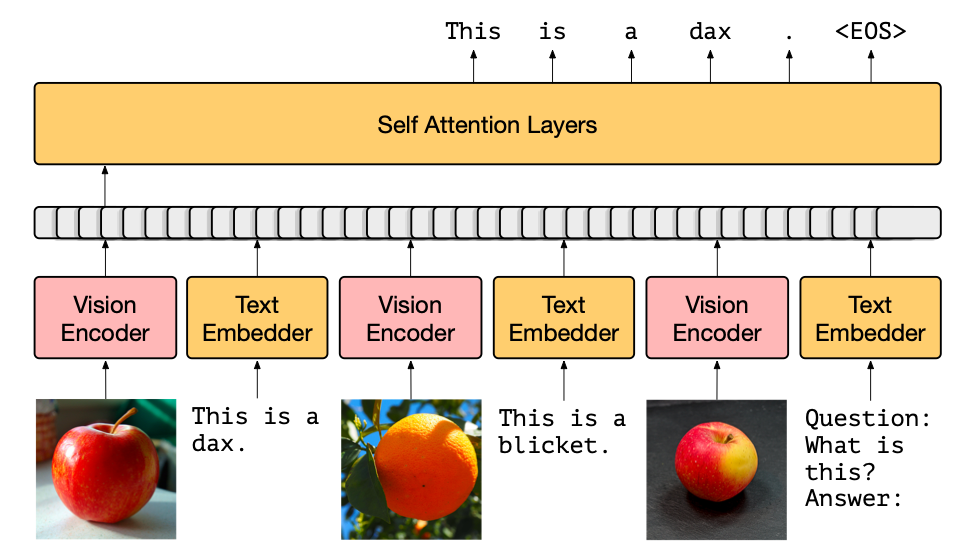 This is a dax . <EOS>
Self Attention Layers
Vision
Encoder
Text
Embedder
Vision
Encoder
Text
Embedder
Vision
Encoder
Text
Embedder
This is a
dax.
This is a
blicket.
Question:
What is
this?
Answer: